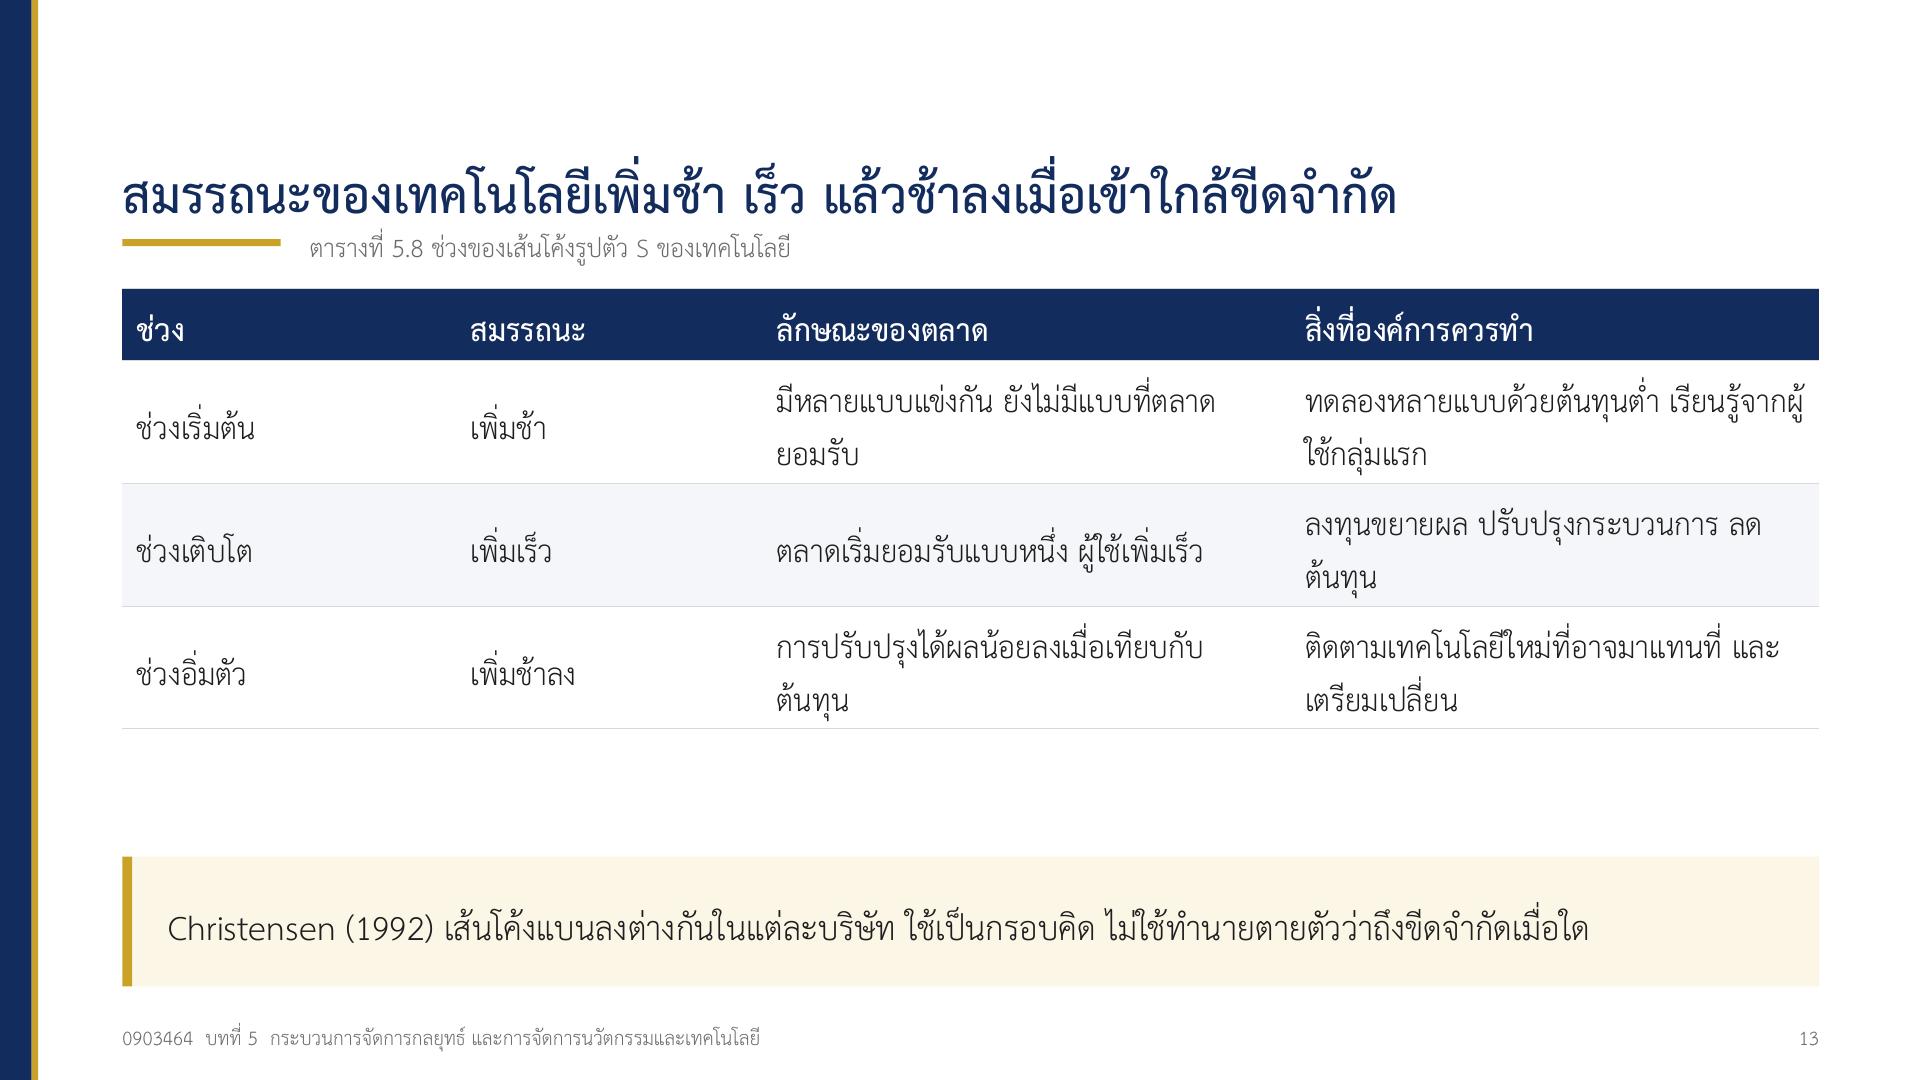 สมรรถนะของเทคโนโลยีเพิ่มช้า เร็ว แล้วช้าลงเมื่อเข้าใกล้ขีดจำกัด
ตารางที่ 5.8 ช่วงของเส้นโค้งรูปตัว S ของเทคโนโลยี
ช่วง สมรรถนะ ลักษณะของตลาด สิ่งที่องค์การควรทำ
ช่วงเริ่มต้น เพิ่มช้า มีหลายแบบแข่งกัน ยังไม่มีแบบที่ตลาด
ยอมรับ
ทดลองหลายแบบด้วยต้นทุนต่ำ เรียนรู้จากผู้
ใช้กลุ่มแรก
ช่วงเติบโต เพิ่มเร็ว ตลาดเริ่มยอมรับแบบหนึ่ง ผู้ใช้เพิ่มเร็ว
ลงทุนขยายผล ปรับปรุงกระบวนการ ลด
ต้นทุน
ช่วงอิ่มตัว เพิ่มช้าลง การปรับปรุงได้ผลน้อยลงเมื่อเทียบกับ
ต้นทุน
ติดตามเทคโนโลยีใหม่ที่อาจมาแทนที่ และ
เตรียมเปลี่ยน
Christensen (1992) เส้นโค้งแบนลงต่างกันในแต่ละบริษัท ใช้เป็นกรอบคิด ไม่ใช้ทำนายตายตัวว่าถึงขีดจำกัดเมื่อใด
0903464 บทที่ 5 กระบวนการจัดการกลยุทธ์ และการจัดการนวัตกรรมและเทคโนโลยี 13